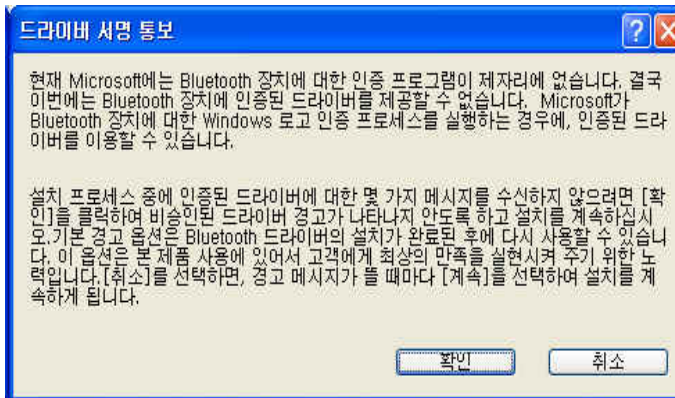 드라이버 서명 통보
현재 Microsoft에는 Bluetooth 장치에 대한 인증 프로그램이 제자리에 없습니다. 결국
이번에는 Bluetooth 장치에 인증된 드라이버를 제공할 수 없습니다. Microsoft가
Bluetooth 장치에 대한 Windows 로고 인증 프로세스를 실행하는 경우에, 인증된 드라
이버를 이용할 수 있습니다.
설치 프로세스 중에 인증된 드라이버에 대한 몇 가지 메시지를 수신하지 않으려면 [확
인]을 클릭하여 비승인된 드라이버 경고가 나타나지 안도록 하고 설치를 계속하십시
오.기본 경고 옵션은 Bluetooth 드라이버의 설치가 완료된 후에 다시 사용할 수 있습니
다. 이 옵션은 본 제품 사용에 있어서 고객에게 최상의 만족을 실현시켜 주기 위한 노
력입니다.[취소]를 선택하면, 경고 메시지가 뜰 때마다 [계속]을 선택하여 설치를 계
속하게 됩니다.
확인
취소